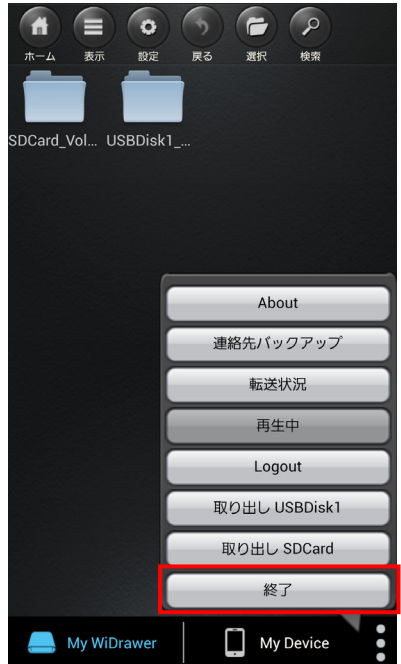 ホーム 表示 設定 戻る 選択 検索
SDCard_Vol... USBDisk1_...
About
連絡先バックアップ
転送状況
再生中
Logout
取り出し USBDisk1
取り出し SDCard
終了
My WiDrawer My Device